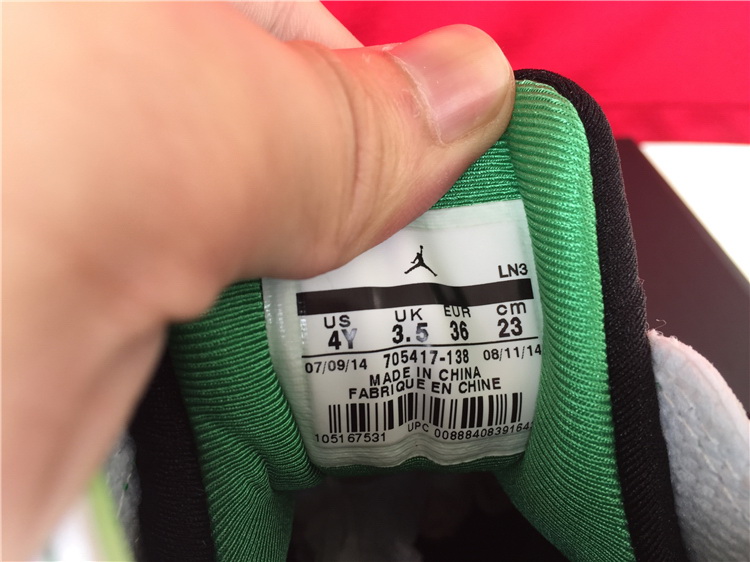 LN3
US UK EUR cm
4Y 3.5 36 23
07/09/14 705417-138 08/11/14
MADE IN CHINA
FABRIQUE EN CHINE
105167531 UPC 00884083916